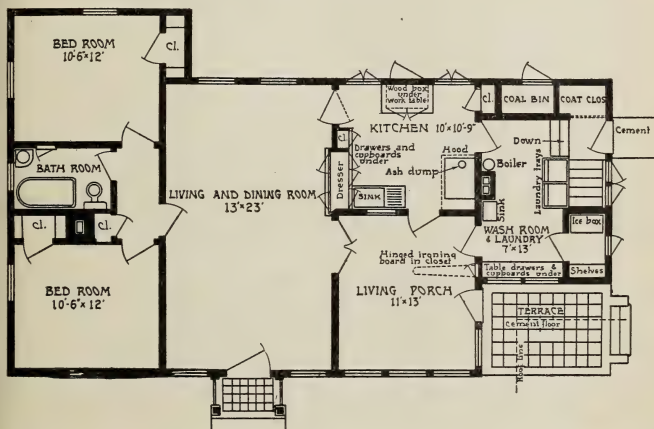 BED ROOM
10'-6"×12'
Cl.
Wood box
under
work table
Cl.
COAL BIN
COAT CLOS
KITCHEN 10'×10'-9"
Down
Cement
Cl.
Drawers and
cupboards
under
Hood
Boiler
Laundry trays
BATH ROOM
Ash dump
Dresser
LIVING AND DINING ROOM
13'×23'
SINK
Sink
Ice box
Cl.
Cl.
WASH ROOM
& LAUNDRY
7'×13'
Hinged ironing
board in closet
Table drawers &
cupboards under
Shelves
BED ROOM
10'-6"×12'
LIVING PORCH
11'×13'
TERRACE
Cement floor
Roof line